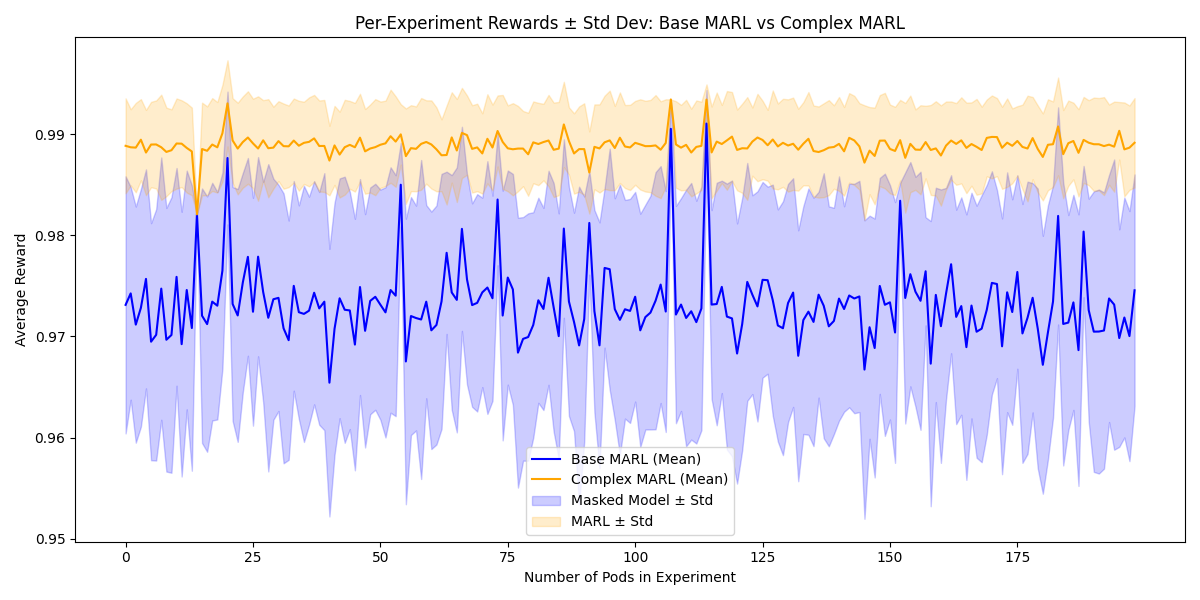 Per-Experiment Rewards ± Std Dev: Base MARL vs Complex MARL
Average Reward
0.99
0.98
0.97
0.96
0.95
0 25 50 75 100 125 150 175
Number of Pods in Experiment
Base MARL (Mean)
Complex MARL (Mean)
Masked Model ± Std
MARL ± Std